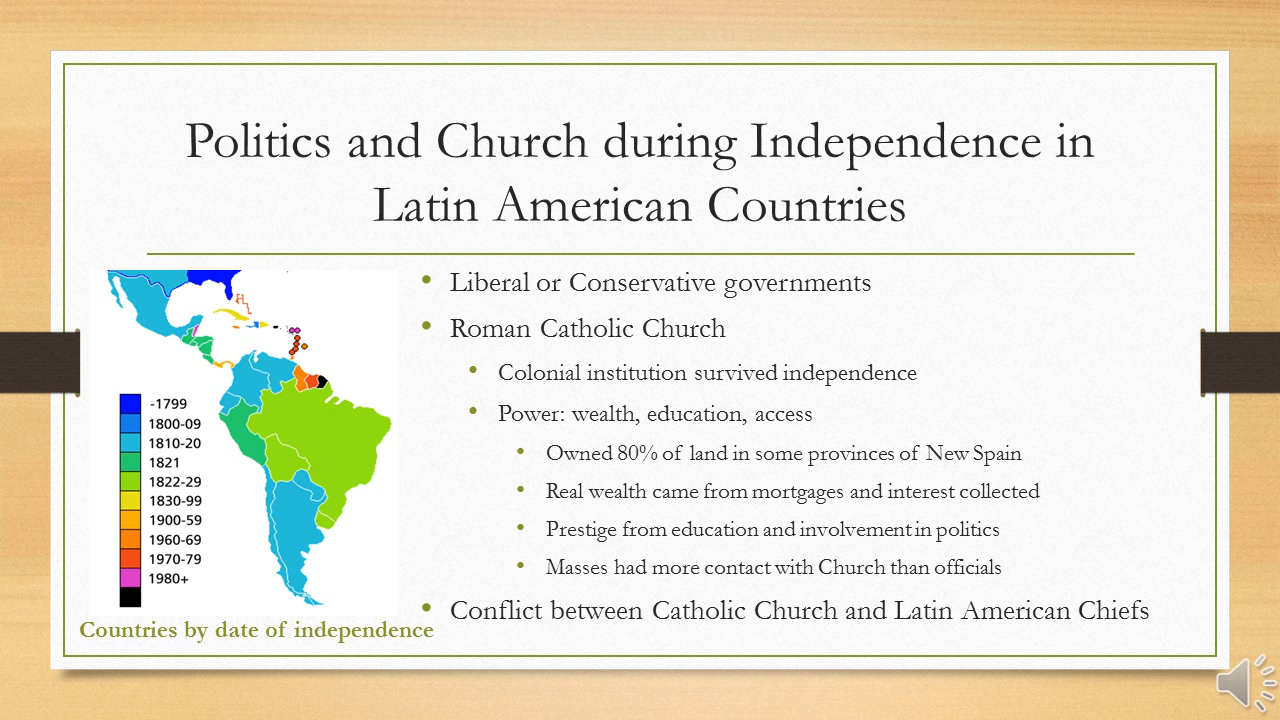 Politics and Church during Independence in
Latin American Countries
-1799
1800-09
1810-20
1821
1822-29
1830-99
1900-59
1960-69
1970-79
1980+
Countries by date of independence
• Liberal or Conservative governments
• Roman Catholic Church
• Colonial institution survived independence
• Power: wealth, education, access
• Owned 80% of land in some provinces of New Spain
• Real wealth came from mortgages and interest collected
• Prestige from education and involvement in politics
• Masses had more contact with Church than officials
• Conflict between Catholic Church and Latin American Chiefs